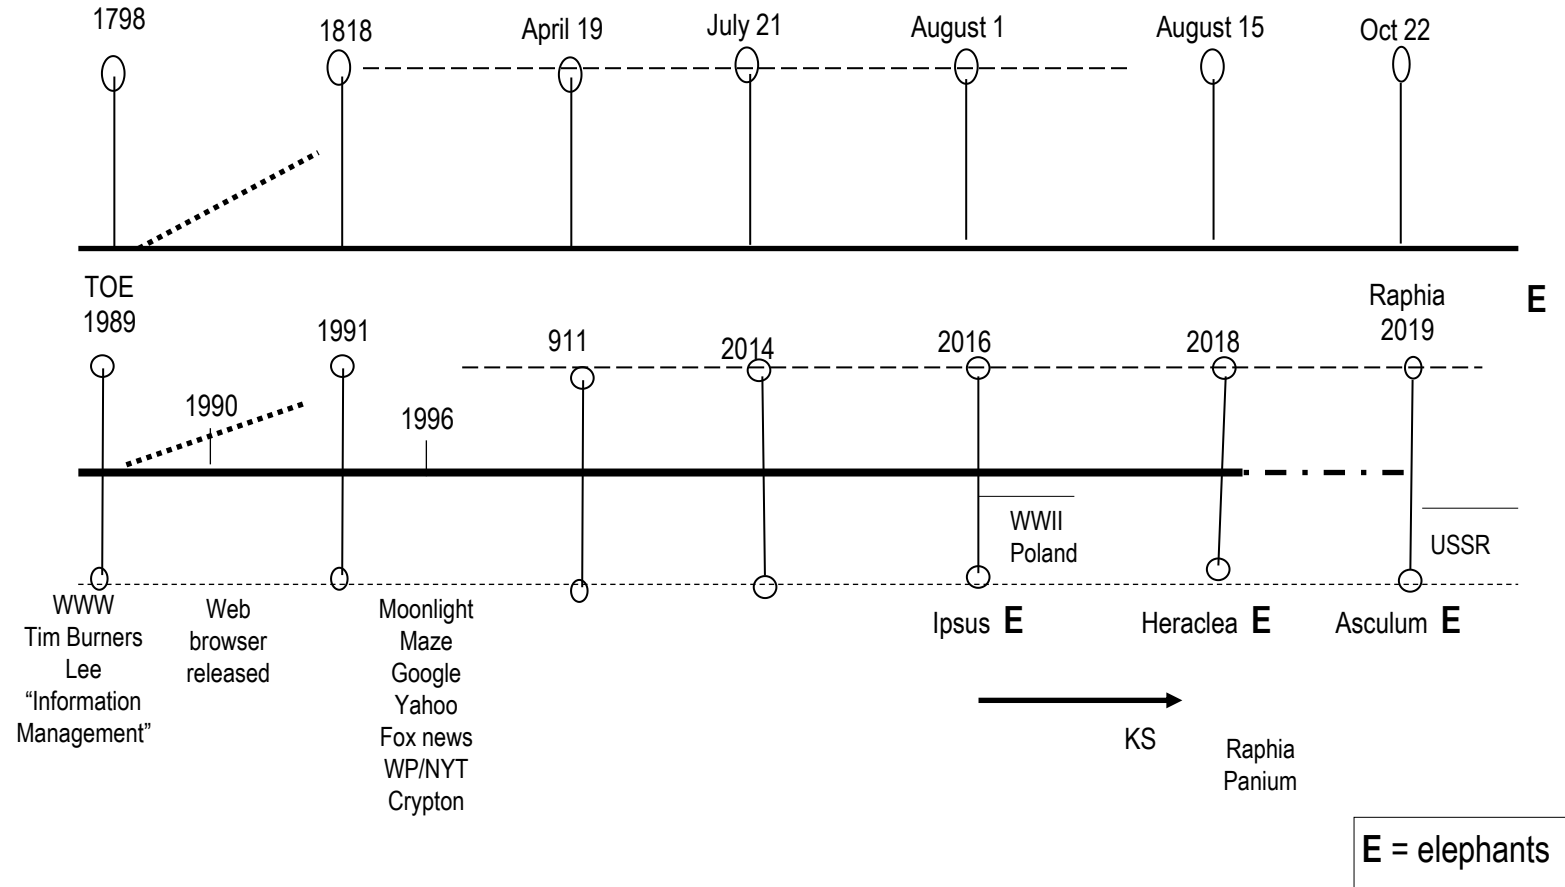 1798
1818
April 19
July 21
August 1
August 15
Oct 22
TOE
1989
1990
1991
1996
911
2014
2016
2018
Raphia
2019
E
WWII
Poland
USSR
WWW
Tim Burners
Lee
“Information
Management”
Web
browser
released
Moonlight
Maze
Google
Yahoo
Fox news
WP/NYT
Crypton
Ipsus E
Heraclea E
Asculum E
KS
Raphia
Panium
E = elephants